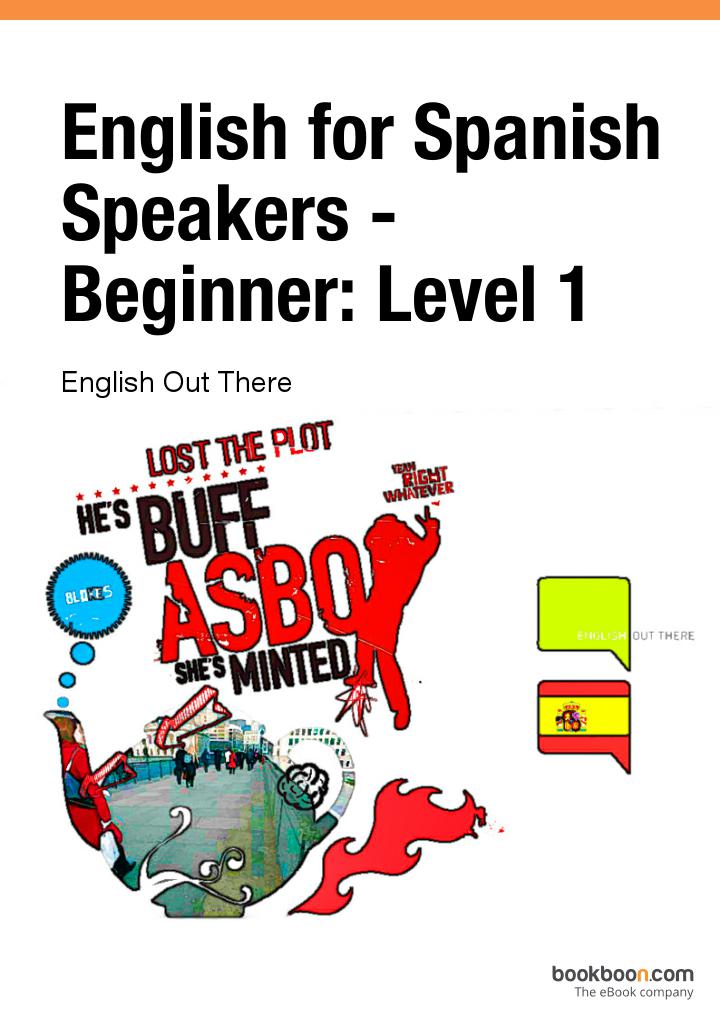 English for Spanish
Speakers -
Beginner: Level 1
English Out There
LOST THE PLOT
YEAH
RIGHT
WHATEVER
HE'S BUFF
ASBO
BLOKES
SHE'S MINTED
ENGLISH OUT THERE
bookboon.com
The eBook company